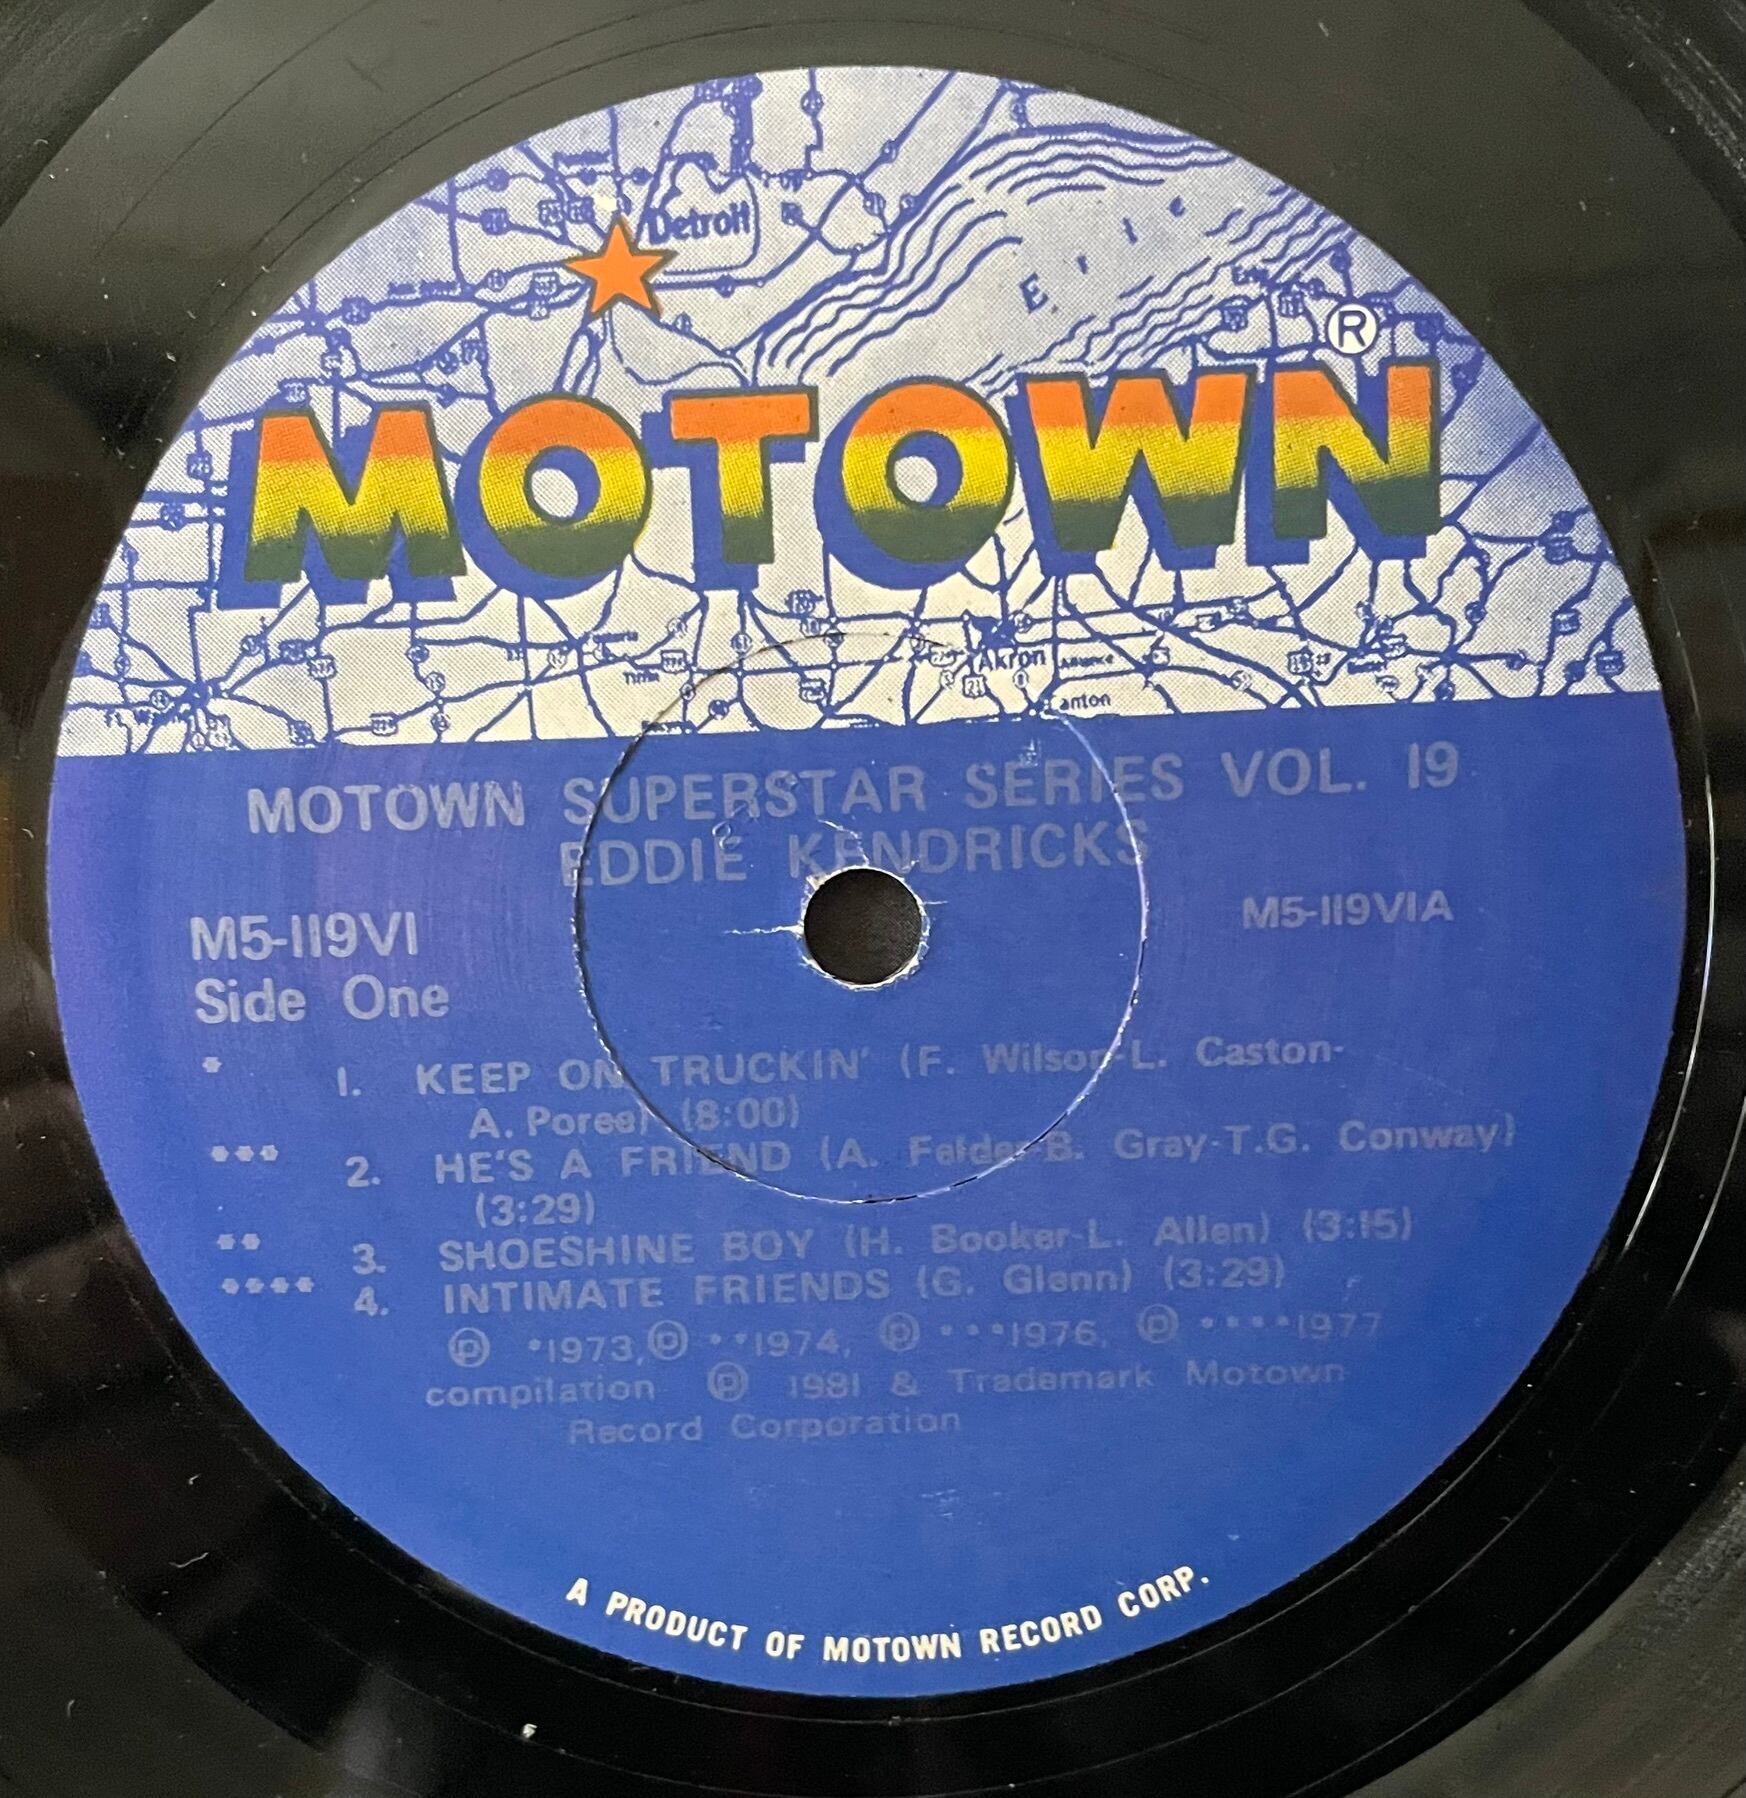 Detroit
E r i e
Erie
®
MOTOWN
Tiffin
Akron
Alliance
Canton
MOTOWN SUPERSTAR SERIES VOL. 19
EDDIE KENDRICKS
M5-119V1
M5-119V1A
Side One
* 1. KEEP ON TRUCKIN' (F. Wilson-L. Caston-
A. Poree) (8:00)
*** 2. HE'S A FRIEND (A. Felder-B. Gray-T.G. Conway)
(3:29)
** 3. SHOESHINE BOY (H. Booker-L. Allen) (3:15)
**** 4. INTIMATE FRIENDS (G. Glenn) (3:29)
℗ *1973, ℗ **1974, ℗ ***1976, ℗ ****1977
compilation ℗ 1981 & Trademark Motown
Record Corporation
A PRODUCT OF MOTOWN RECORD CORP.